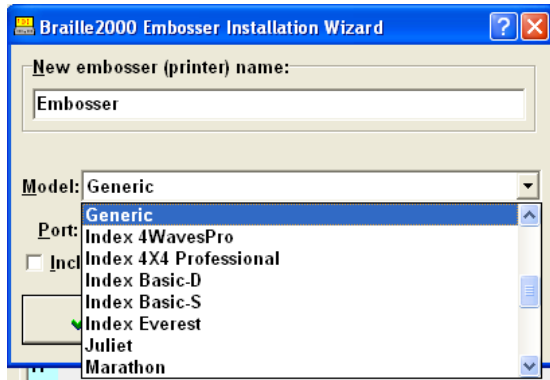 Braille2000 Embosser Installation Wizard
New embosser (printer) name:
Embosser
Model: Generic
Generic
Port:
Index 4WavesPro
Index 4X4 Professional
Incl
Index Basic-D
Index Basic-S
Index Everest
Juliet
Marathon